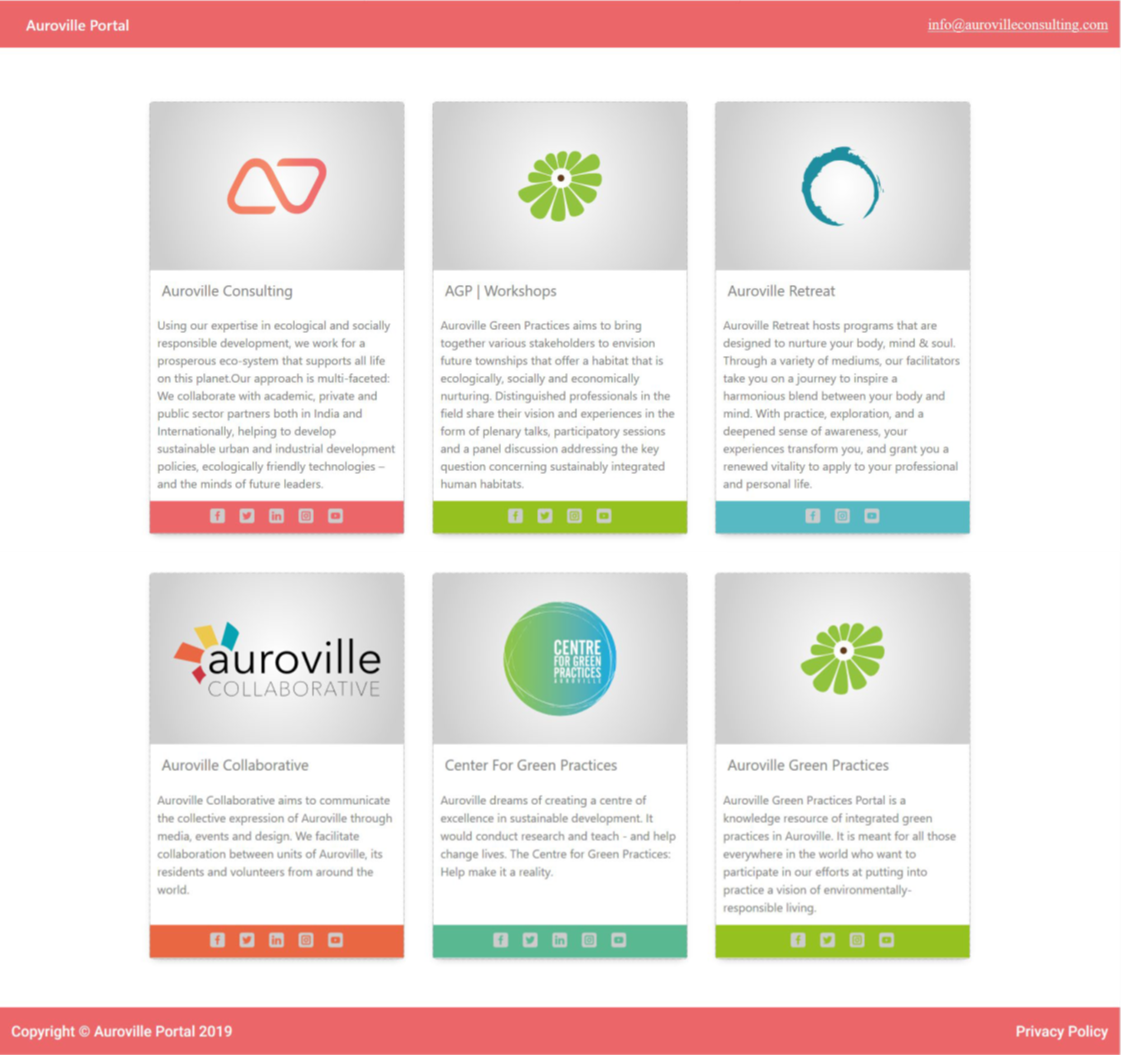 Auroville Portal
info@aurovilleconsulting.com
Auroville Consulting
Using our expertise in ecological and socially
responsible development, we work for a
prosperous eco-system that supports all life
on this planet.Our approach is multi-faceted:
We collaborate with academic, private and
public sector partners both in India and
Internationally, helping to develop
sustainable urban and industrial development
policies, ecologically friendly technologies –
and the minds of future leaders.
AGP | Workshops
Auroville Green Practices aims to bring
together various stakeholders to envision
future townships that offer a habitat that is
ecologically, socially and economically
nurturing. Distinguished professionals in the
field share their vision and experiences in the
form of plenary talks, participatory sessions
and a panel discussion addressing the key
question concerning sustainably integrated
human habitats.
Auroville Retreat
Auroville Retreat hosts programs that are
designed to nurture your body, mind & soul.
Through a variety of mediums, our facilitators
take you on a journey to inspire a
harmonious blend between your body and
mind. With practice, exploration, and a
deepened sense of awareness, your
experiences transform you, and grant you a
renewed vitality to apply to your professional
and personal life.
auroville
COLLABORATIVE
Auroville Collaborative
Auroville Collaborative aims to communicate
the collective expression of Auroville through
media, events and design. We facilitate
collaboration between units of Auroville, its
residents and volunteers from around the
world.
CENTRE
FOR GREEN
PRACTICES
AUROVILLE
Center For Green Practices
Auroville dreams of creating a centre of
excellence in sustainable development. It
would conduct research and teach - and help
change lives. The Centre for Green Practices:
Help make it a reality.
Auroville Green Practices
Auroville Green Practices Portal is a
knowledge resource of integrated green
practices in Auroville. It is meant for all those
everywhere in the world who want to
participate in our efforts at putting into
practice a vision of environmentally-
responsible living.
Copyright © Auroville Portal 2019
Privacy Policy